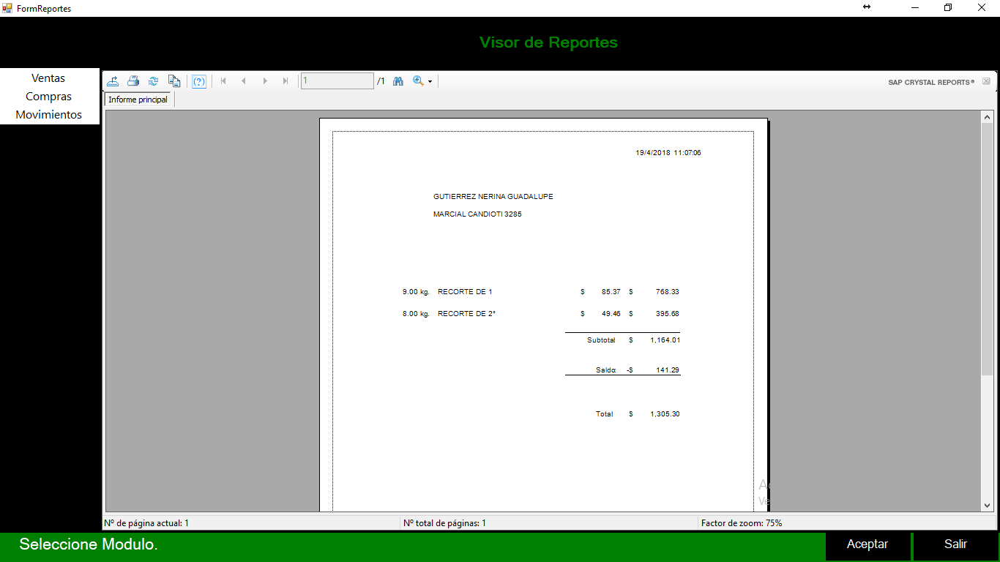 FormReportes
Visor de Reportes
Ventas
Compras
Movimientos
1 /1
SAP CRYSTAL REPORTS®
Informe principal
19/4/2018 11:07:06
GUTIERREZ NERINA GUADALUPE
MARCIAL CANDIOTI 3285
9.00 kg. RECORTE DE 1 $ 85.37 $ 768.33
8.00 kg. RECORTE DE 2° $ 49.46 $ 395.68
Subtotal $ 1,164.01
Saldo: -$ 141.29
Total $ 1,305.30
Nº de página actual: 1 Nº total de páginas: 1 Factor de zoom: 75%
Seleccione Modulo. Aceptar Salir